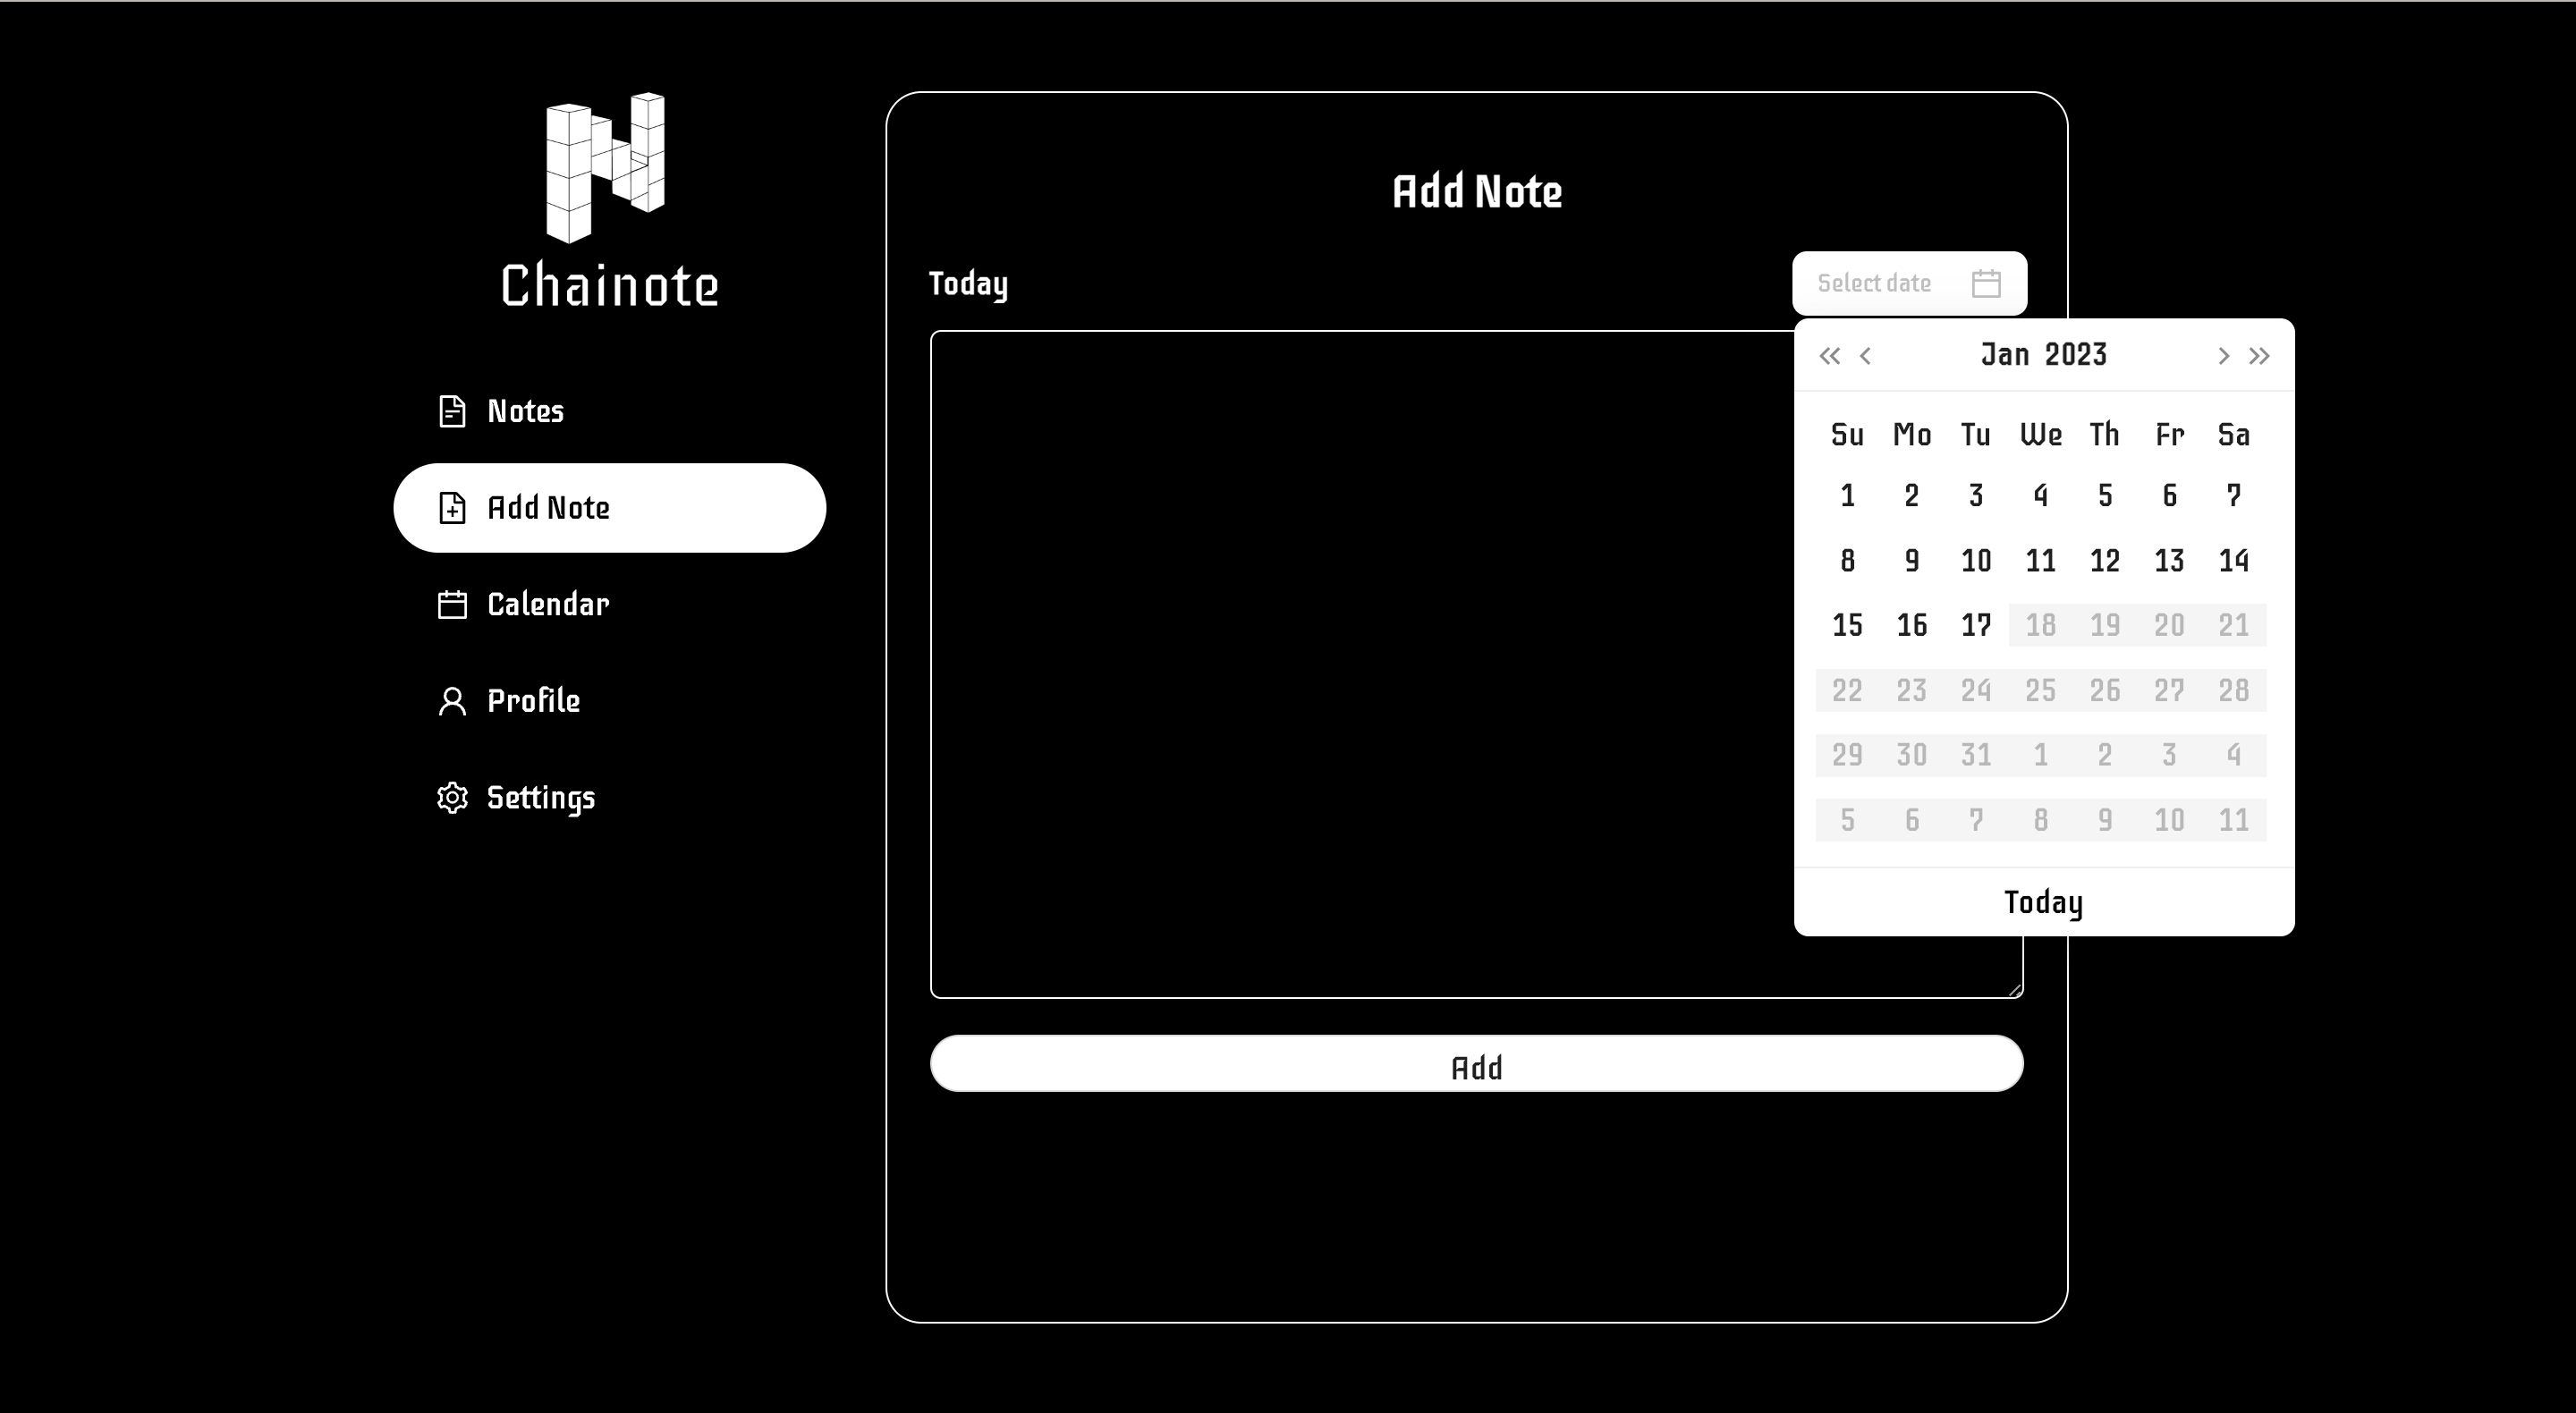 Chainote
Notes
Add Note
Calendar
Profile
Settings
Add Note
Today
Select date
Jan 2023
Su Mo Tu We Th Fr Sa
1 2 3 4 5 6 7
8 9 10 11 12 13 14
15 16 17 18 19 20 21
22 23 24 25 26 27 28
29 30 31 1 2 3 4
5 6 7 8 9 10 11
Today
Add